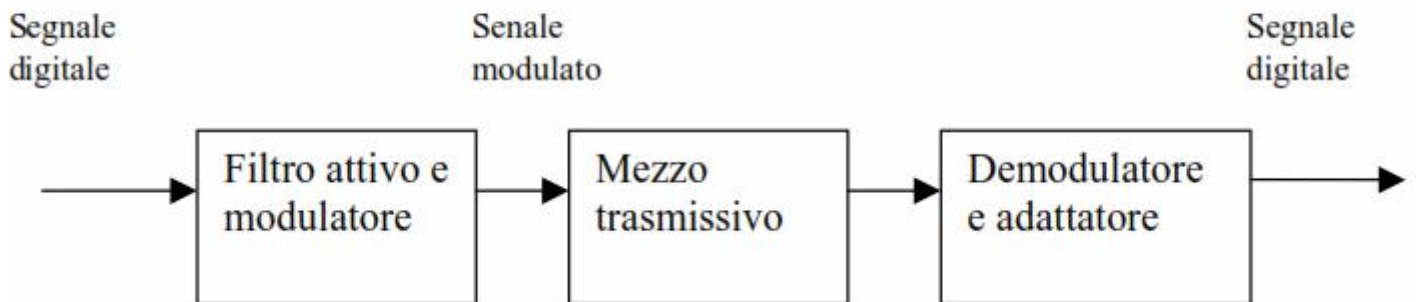 Segnale
digitale
Senale
modulato
Segnale
digitale
Filtro attivo e
modulatore
Mezzo
trasmissivo
Demodulatore
e adattatore